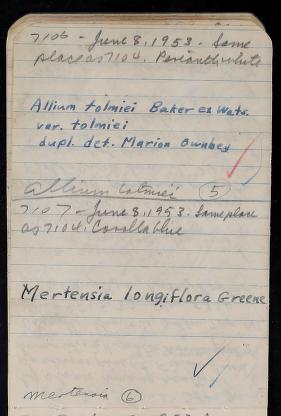 7106 - June 8, 1953. Same
place as 7104. Perianth white
Allium tolmiei Baker ex Wats.
var. tolmiei
dupl. det. Marion Ownbey
Allium tolmiei (5)
7107 - June 8, 1953. Same place
as 7104. Corolla blue
Mertensia longiflora Greene
Mertensia (6)